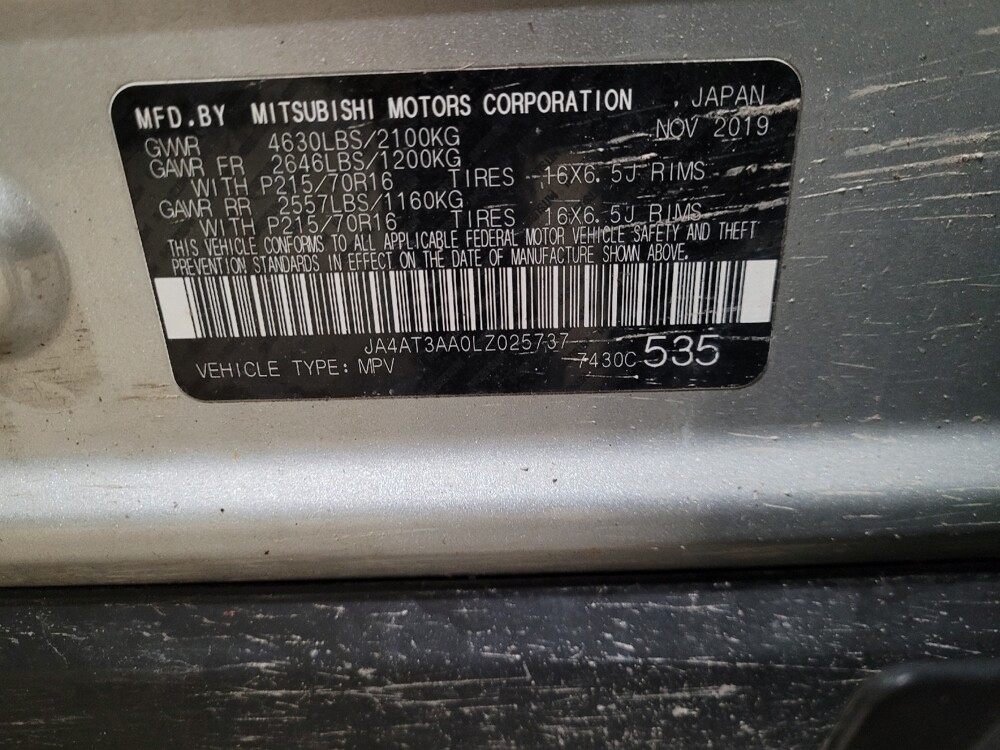 MFD.BY MITSUBISHI MOTORS CORPORATION , JAPAN
NOV 2019
GVWR 4630LBS/2100KG
GAWR FR 2646LBS/1200KG
WITH P215/70R16 TIRES 16X6.5J RIMS
GAWR RR 2557LBS/1160KG
WITH P215/70R16 TIRES 16X6.5J RIMS
THIS VEHICLE CONFORMS TO ALL APPLICABLE FEDERAL MOTOR VEHICLE SAFETY AND THEFT
PREVENTION STANDARDS IN EFFECT ON THE DATE OF MANUFACTURE SHOWN ABOVE.
JA4AT3AA0LZ025737
VEHICLE TYPE: MPV 7430C 535